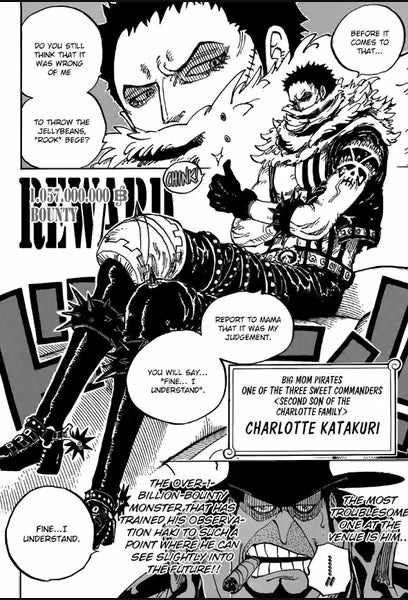 BEFORE IT
COMES TO
THAT...
DO YOU STILL
THINK THAT IT
WAS WRONG
OF ME
TO THROW THE
JELLYBEANS,
"ROOK" BEGE?
CHINK!
REWARD
1.057.000.000 ฿
BOUNTY
REPORT TO MAMA
THAT IT WAS MY
JUDGEMENT.
YOU WILL SAY...
"FINE... I
UNDERSTAND".
BIG MOM PIRATES
ONE OF THE THREE SWEET COMMANDERS
<SECOND SON OF THE
CHARLOTTE FAMILY>
CHARLOTTE KATAKURI
THE MOST
TROUBLESOME
ONE AT THE
VENUE IS HIM...
THE OVER-1-
BILLION-BOUNTY
MONSTER THAT HAS
TRAINED HIS OBSERVA-
TION HAKI TO SUCH A
POINT WHERE HE CAN
SEE SLIGHTLY INTO
THE FUTURE!!
FINE...I
UNDERSTAND.